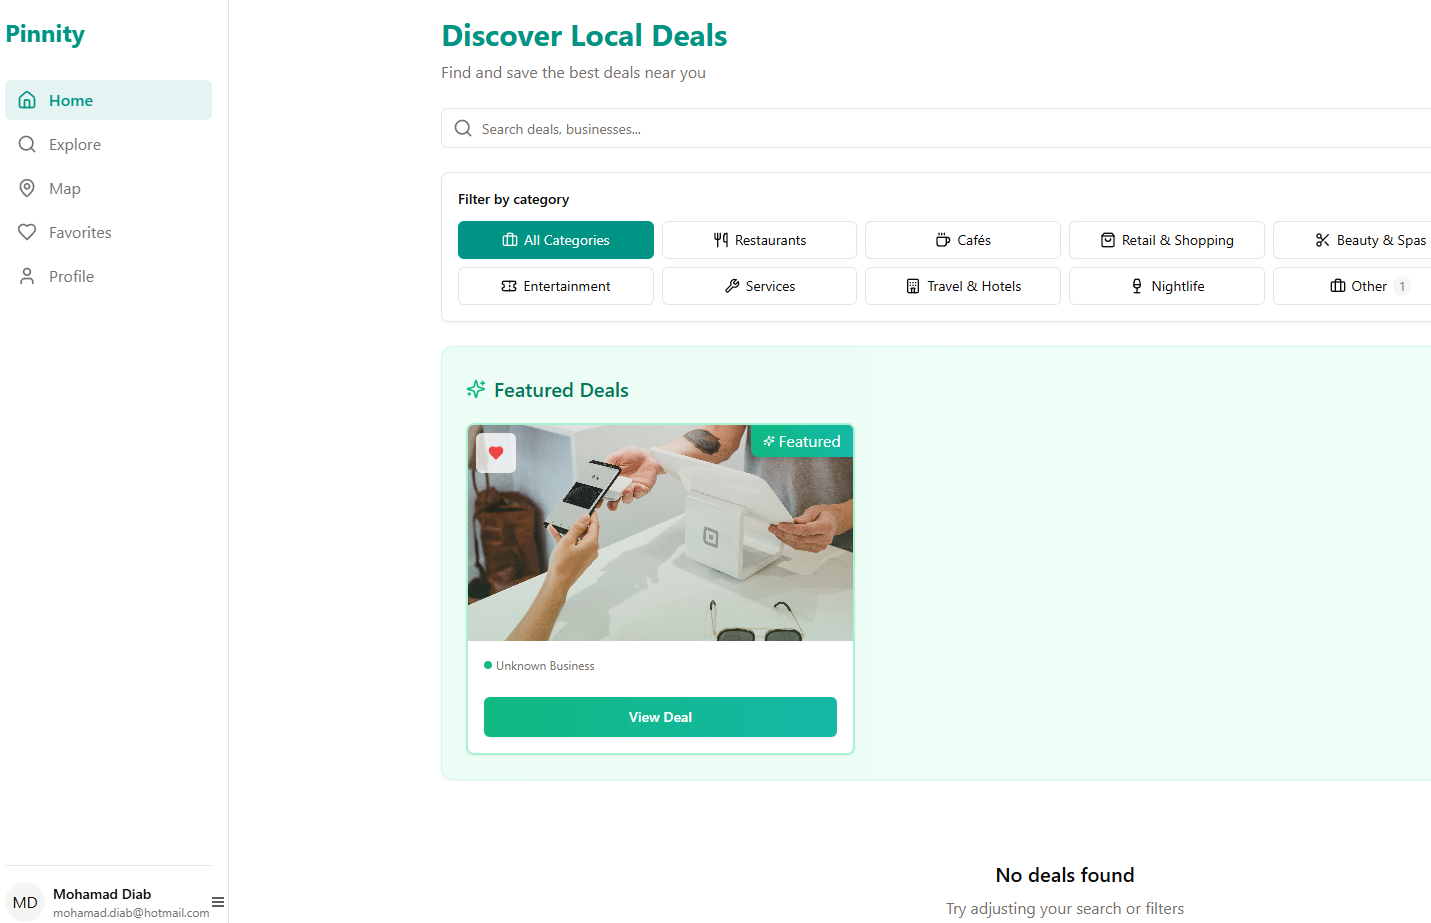 Pinnity
Home
Explore
Map
Favorites
Profile
MD
Mohamad Diab
mohamad.diab@hotmail.com
Discover Local Deals
Find and save the best deals near you
Search deals, businesses...
Filter by category
All Categories
Restaurants
Cafés
Retail & Shopping
Beauty & Spas
Entertainment
Services
Travel & Hotels
Nightlife
Other 1
Featured Deals
Featured
Unknown Business
View Deal
No deals found
Try adjusting your search or filters